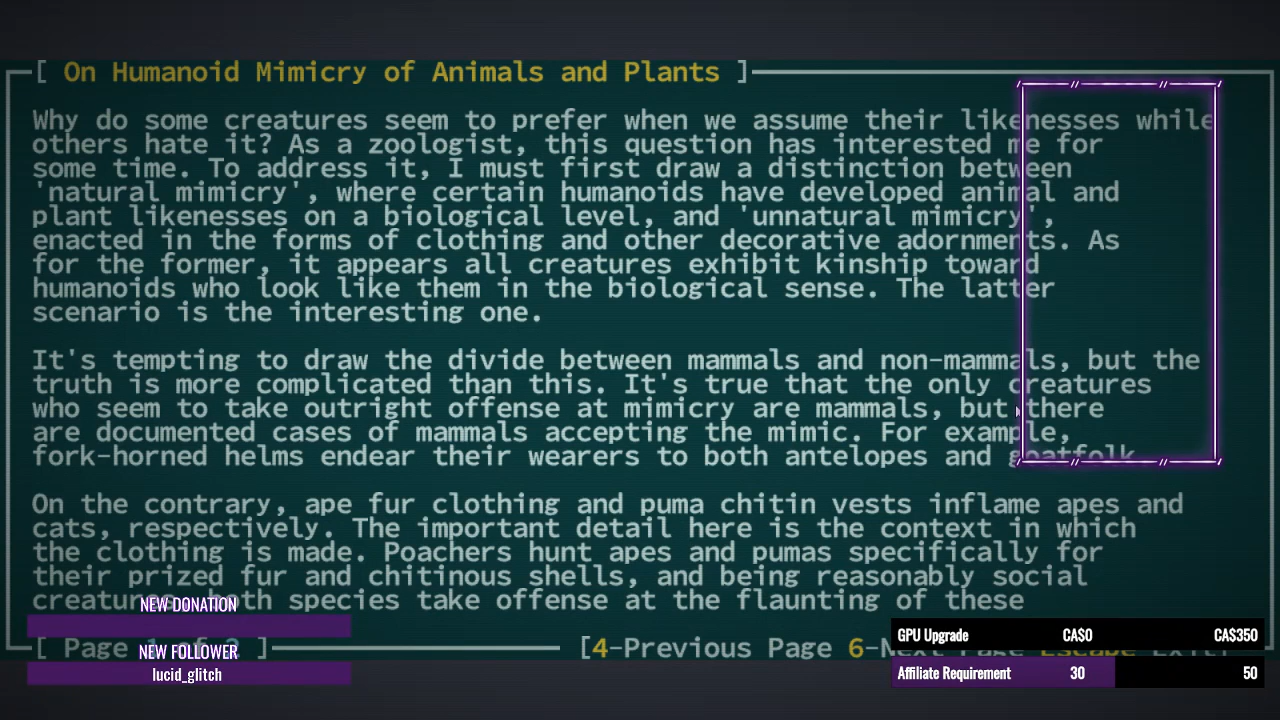 [ On Humanoid Mimicry of Animals and Plants ]
Why do some creatures seem to prefer when we assume their likenesses while
others hate it? As a zoologist, this question has interested me for
some time. To address it, I must first draw a distinction between
'natural mimicry', where certain humanoids have developed animal and
plant likenesses on a biological level, and 'unnatural mimicry',
enacted in the forms of clothing and other decorative adornments. As
for the former, it appears all creatures exhibit kinship toward
humanoids who look like them in the biological sense. The latter
scenario is the interesting one.
It's tempting to draw the divide between mammals and non-mammals, but the
truth is more complicated than this. It's true that the only creatures
who seem to take outright offense at mimicry are mammals, but there
are documented cases of mammals accepting the mimic. For example,
fork-horned helms endear their wearers to both antelopes and goatfolk.
On the contrary, ape fur clothing and puma chitin vests inflame apes and
cats, respectively. The important detail here is the context in which
the clothing is made. Poachers hunt apes and pumas specifically for
their prized fur and chitinous shells, and being reasonably social
creatures both species take offense at the flaunting of these
NEW DONATION
[ Page 1 of 2 ]
[4-Previous Page 6-Next Page Escape Exit]
NEW FOLLOWER
lucid_glitch
GPU Upgrade CA$0 CA$350
Affiliate Requirement 30 50